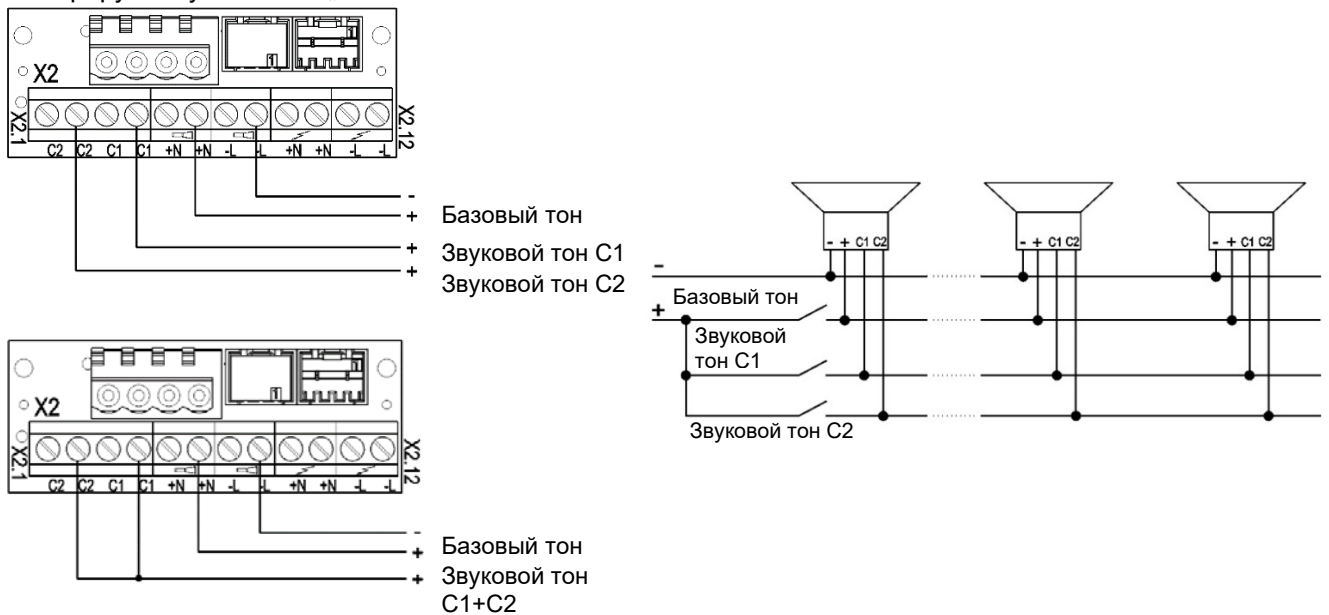 X2
X2.1
X2.12
C2 C2 C1 C1 +N +N -L -L +N +N -L -L
1
-
+ Базовый тон
+ Звуковой тон C1
+ Звуковой тон C2
X2
X2.1
X2.12
C2 C2 C1 C1 +N +N -L -L +N +N -L -L
1
-
+ Базовый тон
+ Звуковой тон
C1+C2
- + C1 C2
- + C1 C2
- + C1 C2
-
+ Базовый тон
Звуковой
тон C1
Звуковой тон C2